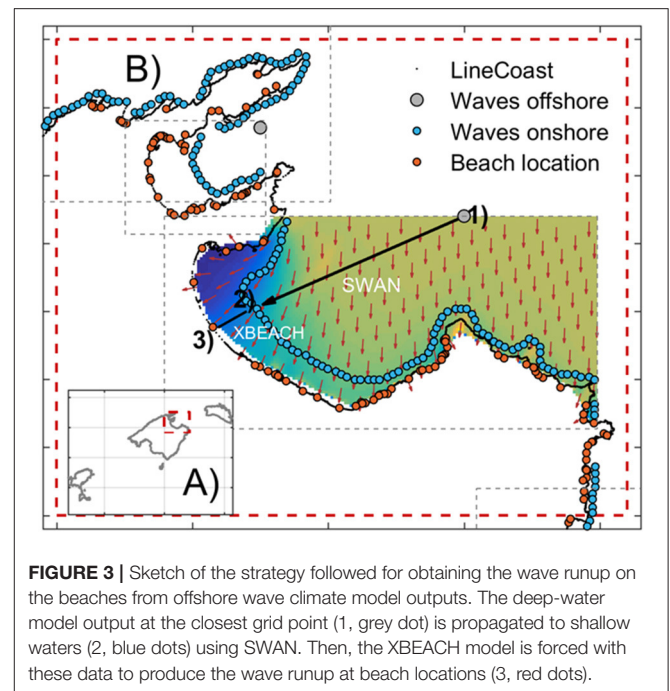 B)
LineCoast
Waves offshore
Waves onshore
Beach location
1)
SWAN
2)
XBEACH
3)
A)
FIGURE 3 | Sketch of the strategy followed for obtaining the wave runup on
the beaches from offshore wave climate model outputs. The deep-water
model output at the closest grid point (1, grey dot) is propagated to shallow
waters (2, blue dots) using SWAN. Then, the XBEACH model is forced with
these data to produce the wave runup at beach locations (3, red dots).